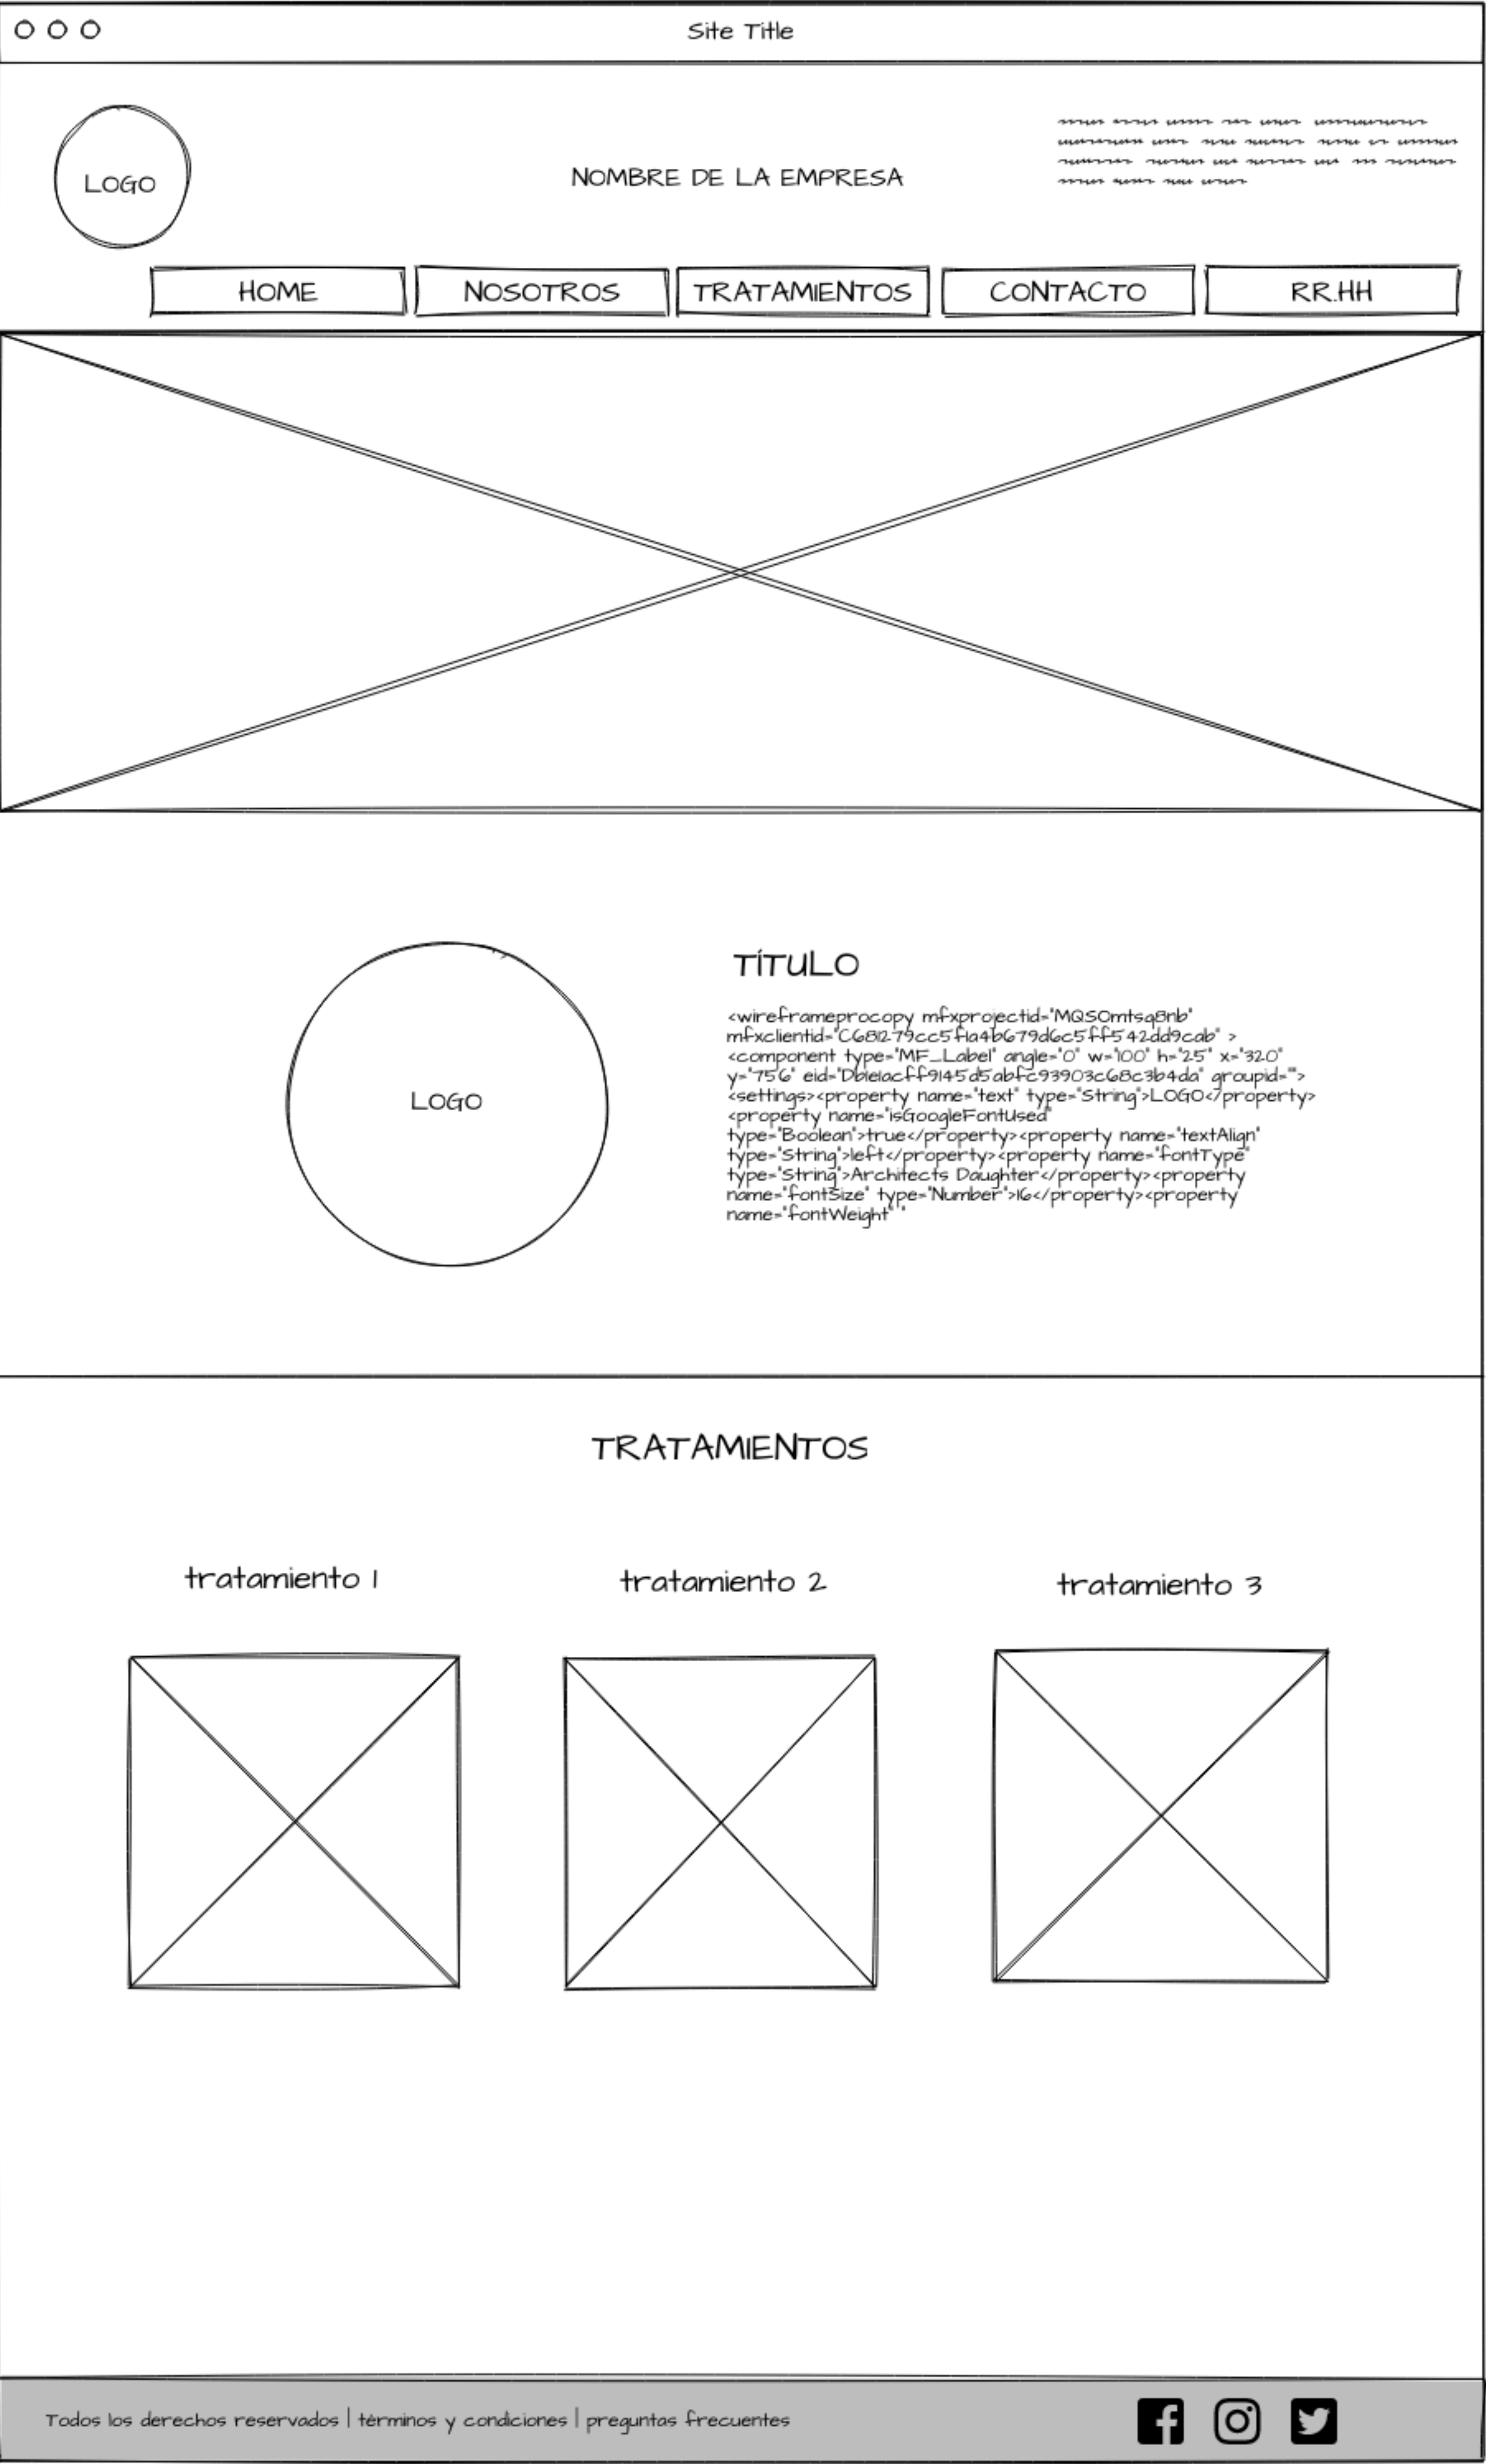 Site Title
LOGO
NOMBRE DE LA EMPRESA
HOME
NOSOTROS
TRATAMIENTOS
CONTACTO
RR.HH
LOGO
TÍTULO
<wireframeprocopy mfxprojectid="MQSOmtsq8nb"
mfxclientid="C681279cc5f1a4b679d6c5ff542dd9cab" >
<component type="MF_Label" angle="0" w="100" h="25" x="320"
y="756" eid="Db1e1acff9145d5abfc93903c68c3b4da" groupid="">
<settings><property name="text" type="String">LOGO</property>
<property name="isGoogleFontUsed"
type="Boolean">true</property><property name="textAlign"
type="String">left</property><property name="fontType"
type="String">Architects Daughter</property><property
name="fontSize" type="Number">16</property><property
name="fontWeight" "
TRATAMIENTOS
tratamiento 1
tratamiento 2
tratamiento 3
Todos los derechos reservados | términos y condiciones | preguntas frecuentes